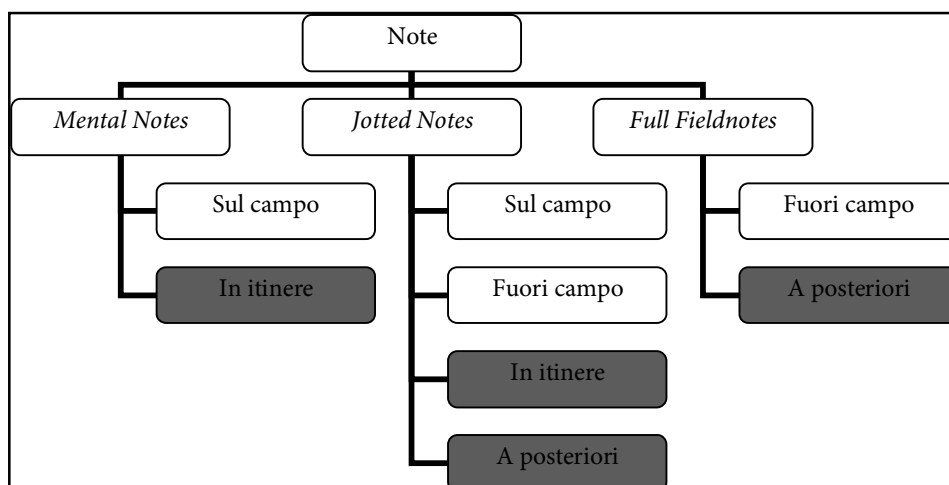 Note
Mental Notes
Jotted Notes
Full Fieldnotes
Sul campo
Sul campo
Fuori campo
In itinere
Fuori campo
A posteriori
In itinere
A posteriori